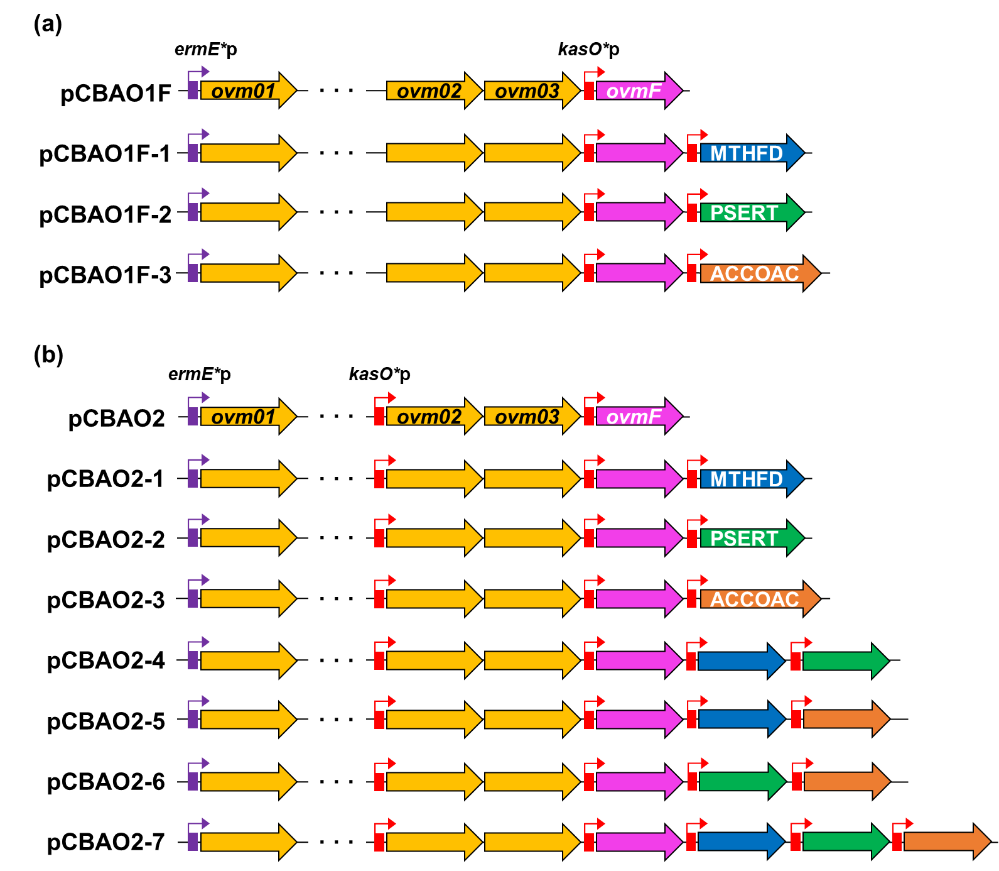 (a)
ermE*p kasO*p
pCBAO1F ovm01 ... ovm02 ovm03 ovmF
pCBAO1F-1 ... MTHFD
pCBAO1F-2 ... PSERT
pCBAO1F-3 ... ACCOAC
(b)
ermE*p kasO*p
pCBAO2 ovm01 ... ovm02 ovm03 ovmF
pCBAO2-1 ... MTHFD
pCBAO2-2 ... PSERT
pCBAO2-3 ... ACCOAC
pCBAO2-4 ...
pCBAO2-5 ...
pCBAO2-6 ...
pCBAO2-7 ...